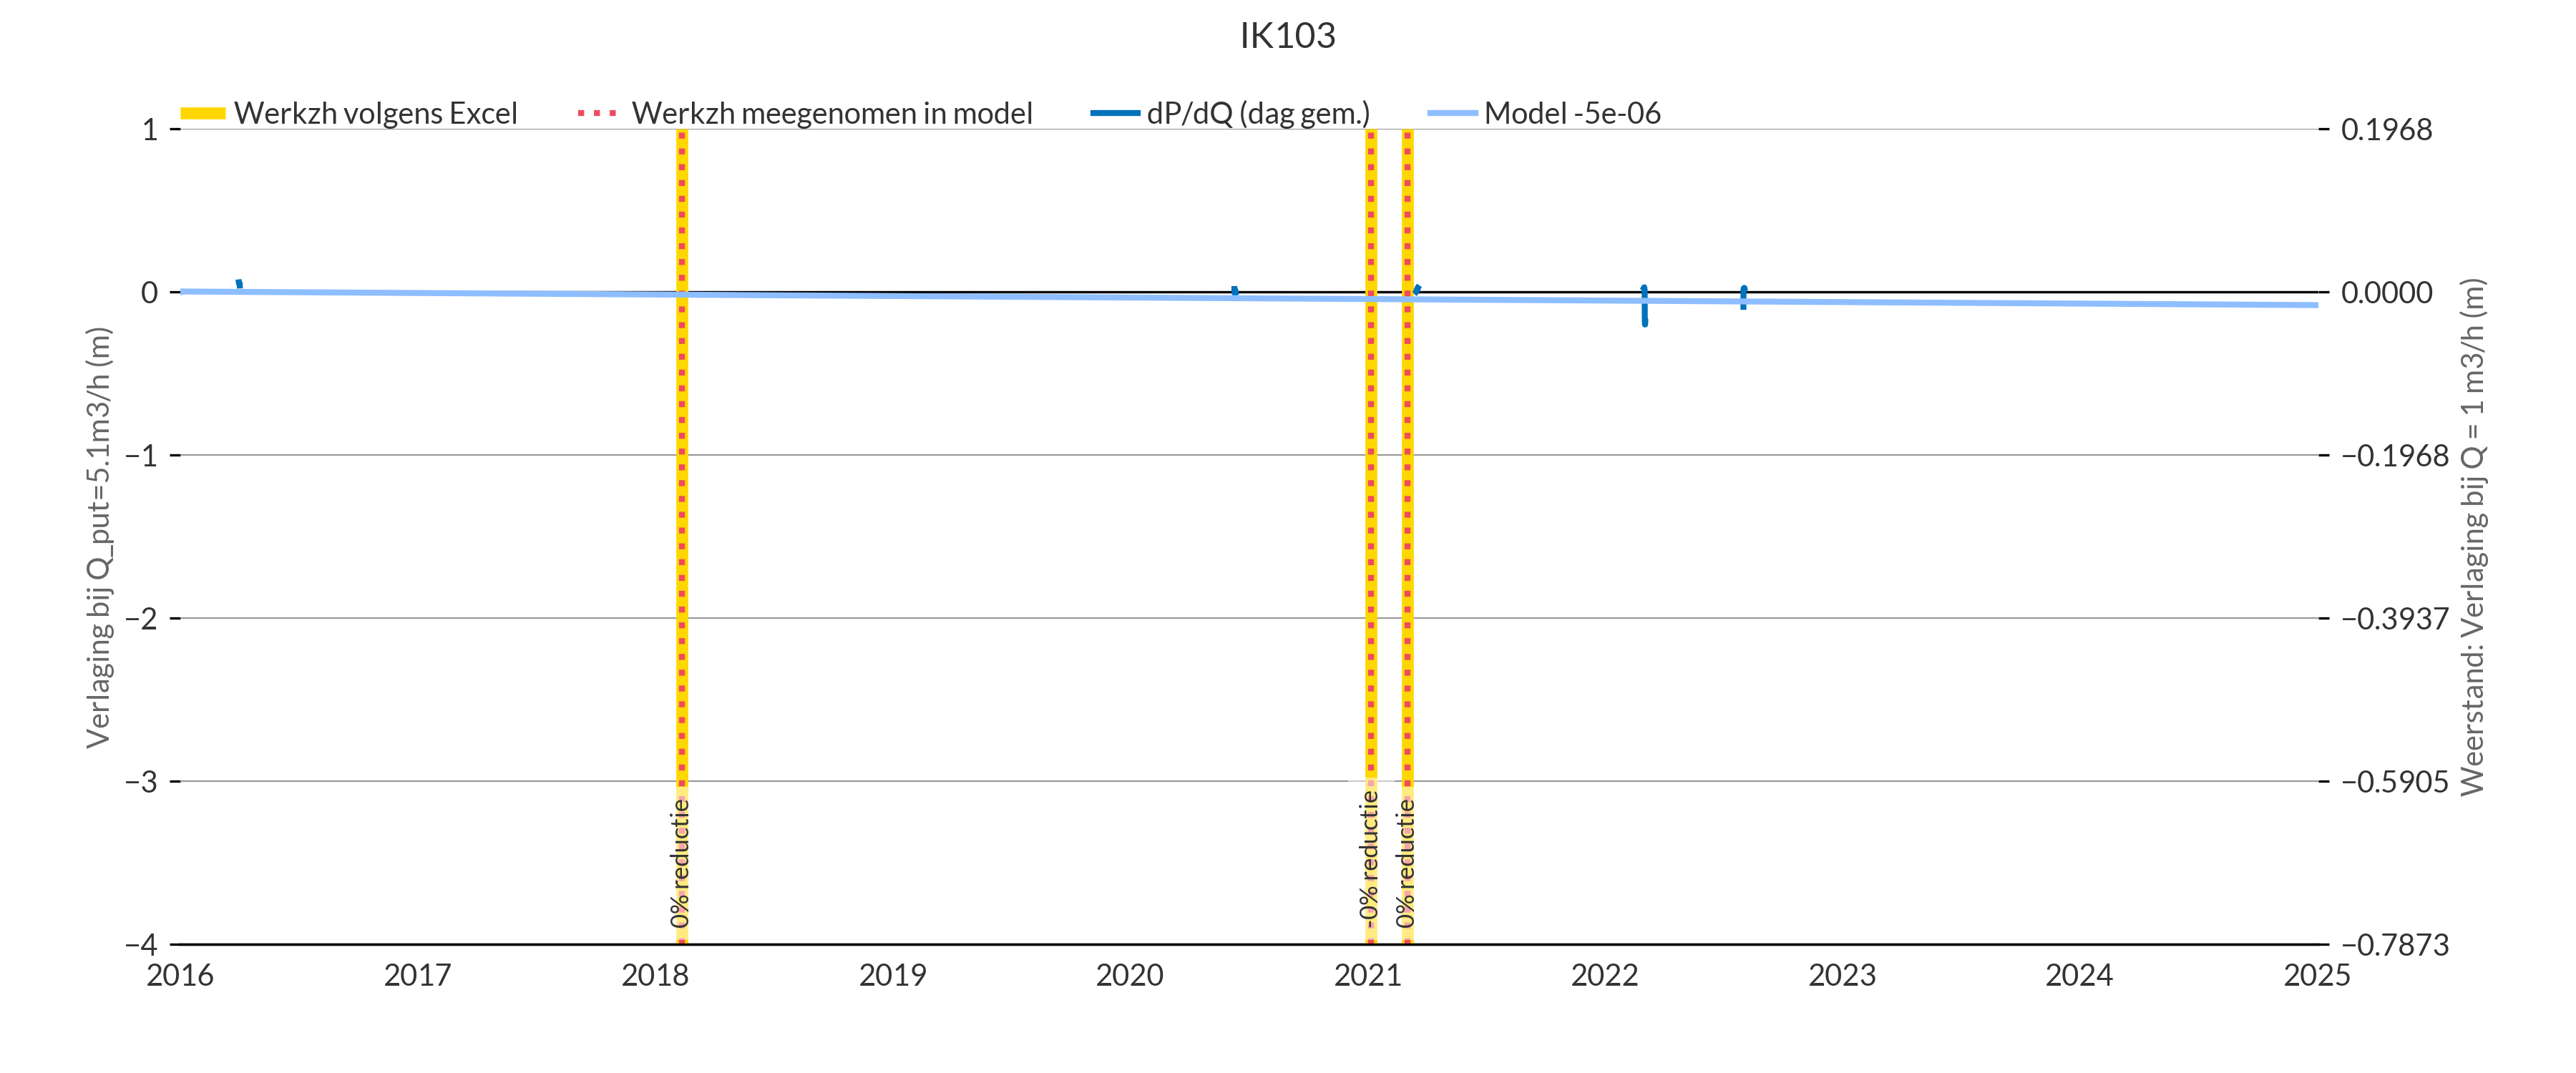 IK103
Werkzh volgens Excel
Werkzh meegenomen in model
dP/dQ (dag gem.)
Model -5e-06
1
0
−1
−2
−3
−4
0.1968
0.0000
−0.1968
−0.3937
−0.5905
−0.7873
Verlaging bij Q_put=5.1m3/h (m)
Weerstand: Verlaging bij Q = 1 m3/h (m)
0% reductie
-0% reductie
0% reductie
2016
2017
2018
2019
2020
2021
2022
2023
2024
2025